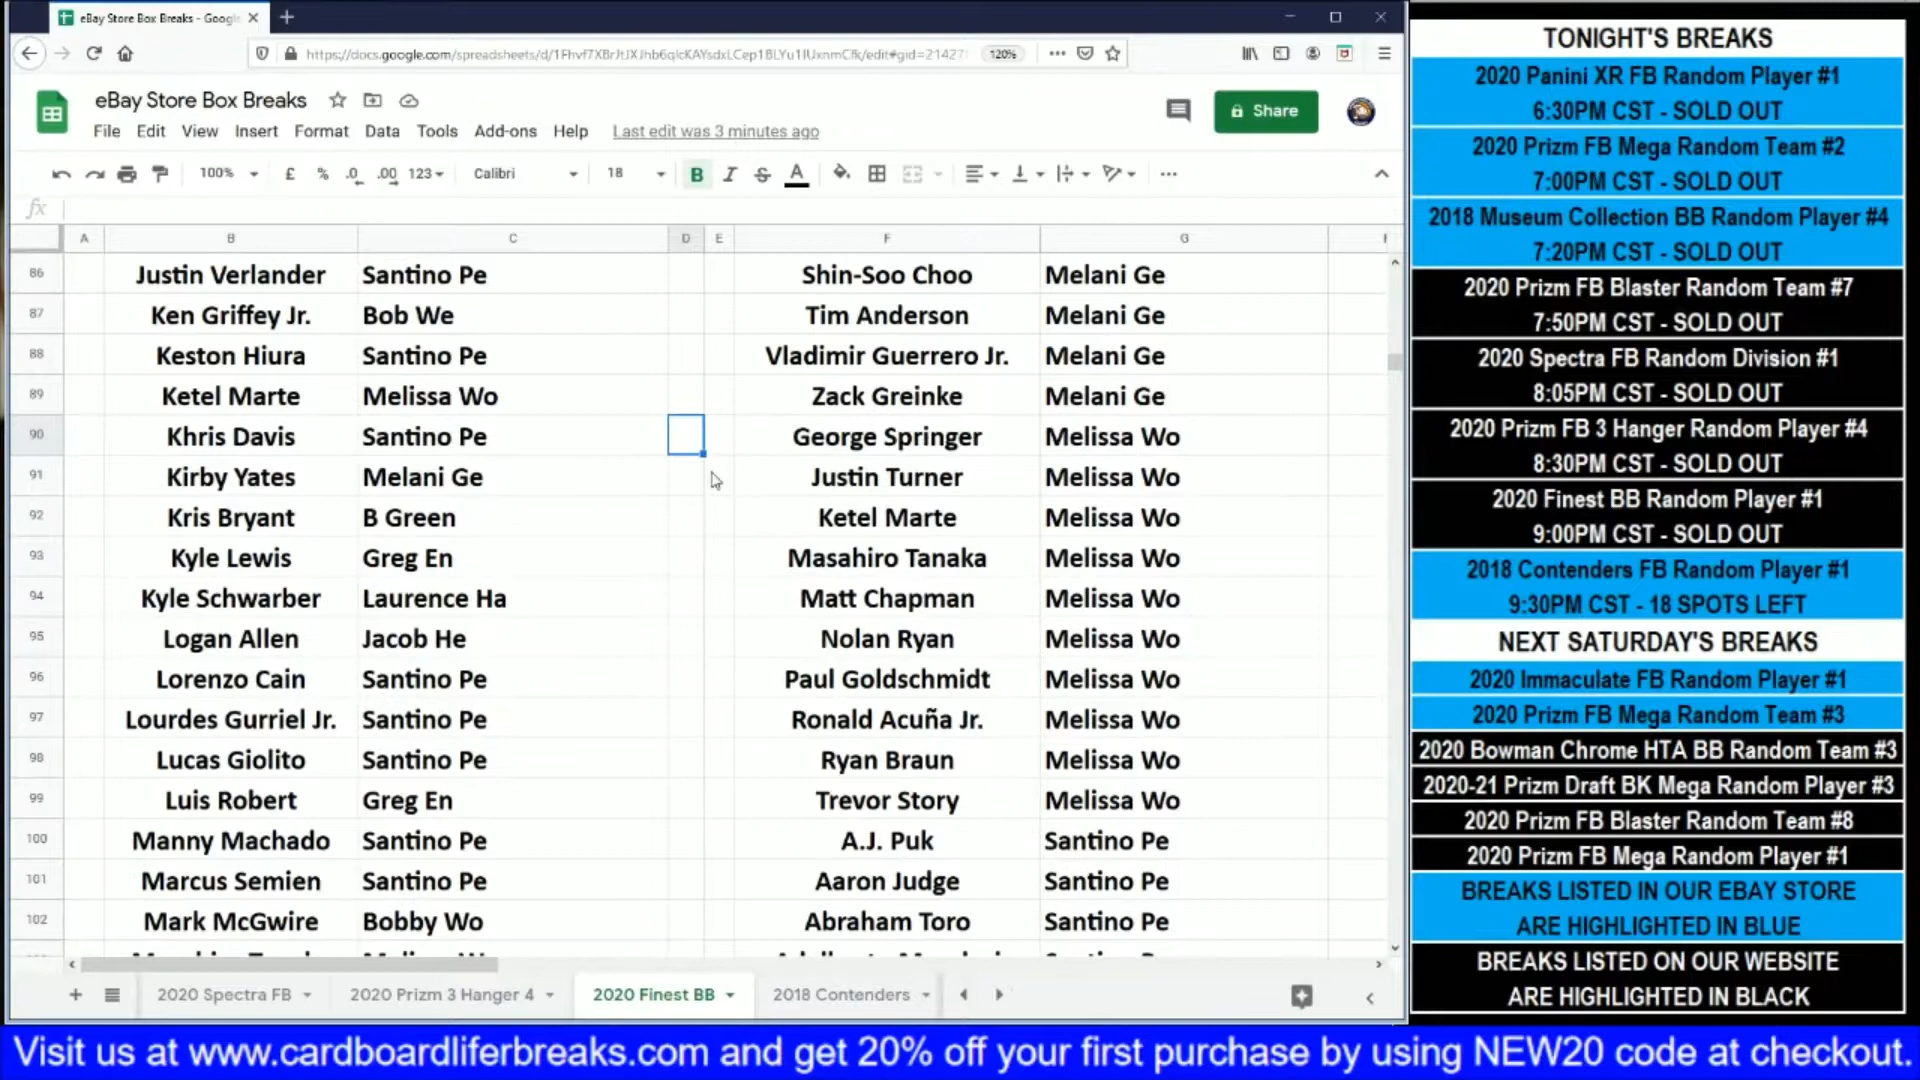 eBay Store Box Breaks - Goog
https://docs.google.com/spreadsheets/d/
120%
eBay Store Box Breaks
Share
File Edit View Insert Format Data Tools Add-ons Help Last edit was 3 minutes ago
100% £ % .0 .00 123 Calibri 18 B I S A
fx
A B C D E F G
86 Justin Verlander Santino Pe Shin-Soo Choo Melani Ge
87 Ken Griffey Jr. Bob We Tim Anderson Melani Ge
88 Keston Hiura Santino Pe Vladimir Guerrero Jr. Melani Ge
89 Ketel Marte Melissa Wo Zack Greinke Melani Ge
90 Khris Davis Santino Pe George Springer Melissa Wo
91 Kirby Yates Melani Ge Justin Turner Melissa Wo
92 Kris Bryant B Green Ketel Marte Melissa Wo
93 Kyle Lewis Greg En Masahiro Tanaka Melissa Wo
94 Kyle Schwarber Laurence Ha Matt Chapman Melissa Wo
95 Logan Allen Jacob He Nolan Ryan Melissa Wo
96 Lorenzo Cain Santino Pe Paul Goldschmidt Melissa Wo
97 Lourdes Gurriel Jr. Santino Pe Ronald Acuña Jr. Melissa Wo
98 Lucas Giolito Santino Pe Ryan Braun Melissa Wo
99 Luis Robert Greg En Trevor Story Melissa Wo
100 Manny Machado Santino Pe A.J. Puk Santino Pe
101 Marcus Semien Santino Pe Aaron Judge Santino Pe
102 Mark McGwire Bobby Wo Abraham Toro Santino Pe
2020 Spectra FB 2020 Prizm 3 Hanger 4 2020 Finest BB 2018 Contenders
TONIGHT'S BREAKS
2020 Panini XR FB Random Player #1
6:30PM CST - SOLD OUT
2020 Prizm FB Mega Random Team #2
7:00PM CST - SOLD OUT
2018 Museum Collection BB Random Player #4
7:20PM CST - SOLD OUT
2020 Prizm FB Blaster Random Team #7
7:50PM CST - SOLD OUT
2020 Spectra FB Random Division #1
8:05PM CST - SOLD OUT
2020 Prizm FB 3 Hanger Random Player #4
8:30PM CST - SOLD OUT
2020 Finest BB Random Player #1
9:00PM CST - SOLD OUT
2018 Contenders FB Random Player #1
9:30PM CST - 18 SPOTS LEFT
NEXT SATURDAY'S BREAKS
2020 Immaculate FB Random Player #1
2020 Prizm FB Mega Random Team #3
2020 Bowman Chrome HTA BB Random Team #3
2020-21 Prizm Draft BK Mega Random Player #3
2020 Prizm FB Blaster Random Team #8
2020 Prizm FB Mega Random Player #1
BREAKS LISTED IN OUR EBAY STORE
ARE HIGHLIGHTED IN BLUE
BREAKS LISTED ON OUR WEBSITE
ARE HIGHLIGHTED IN BLACK
Visit us at www.cardboardliferbreaks.com and get 20% off your first purchase by using NEW20 code at checkout.